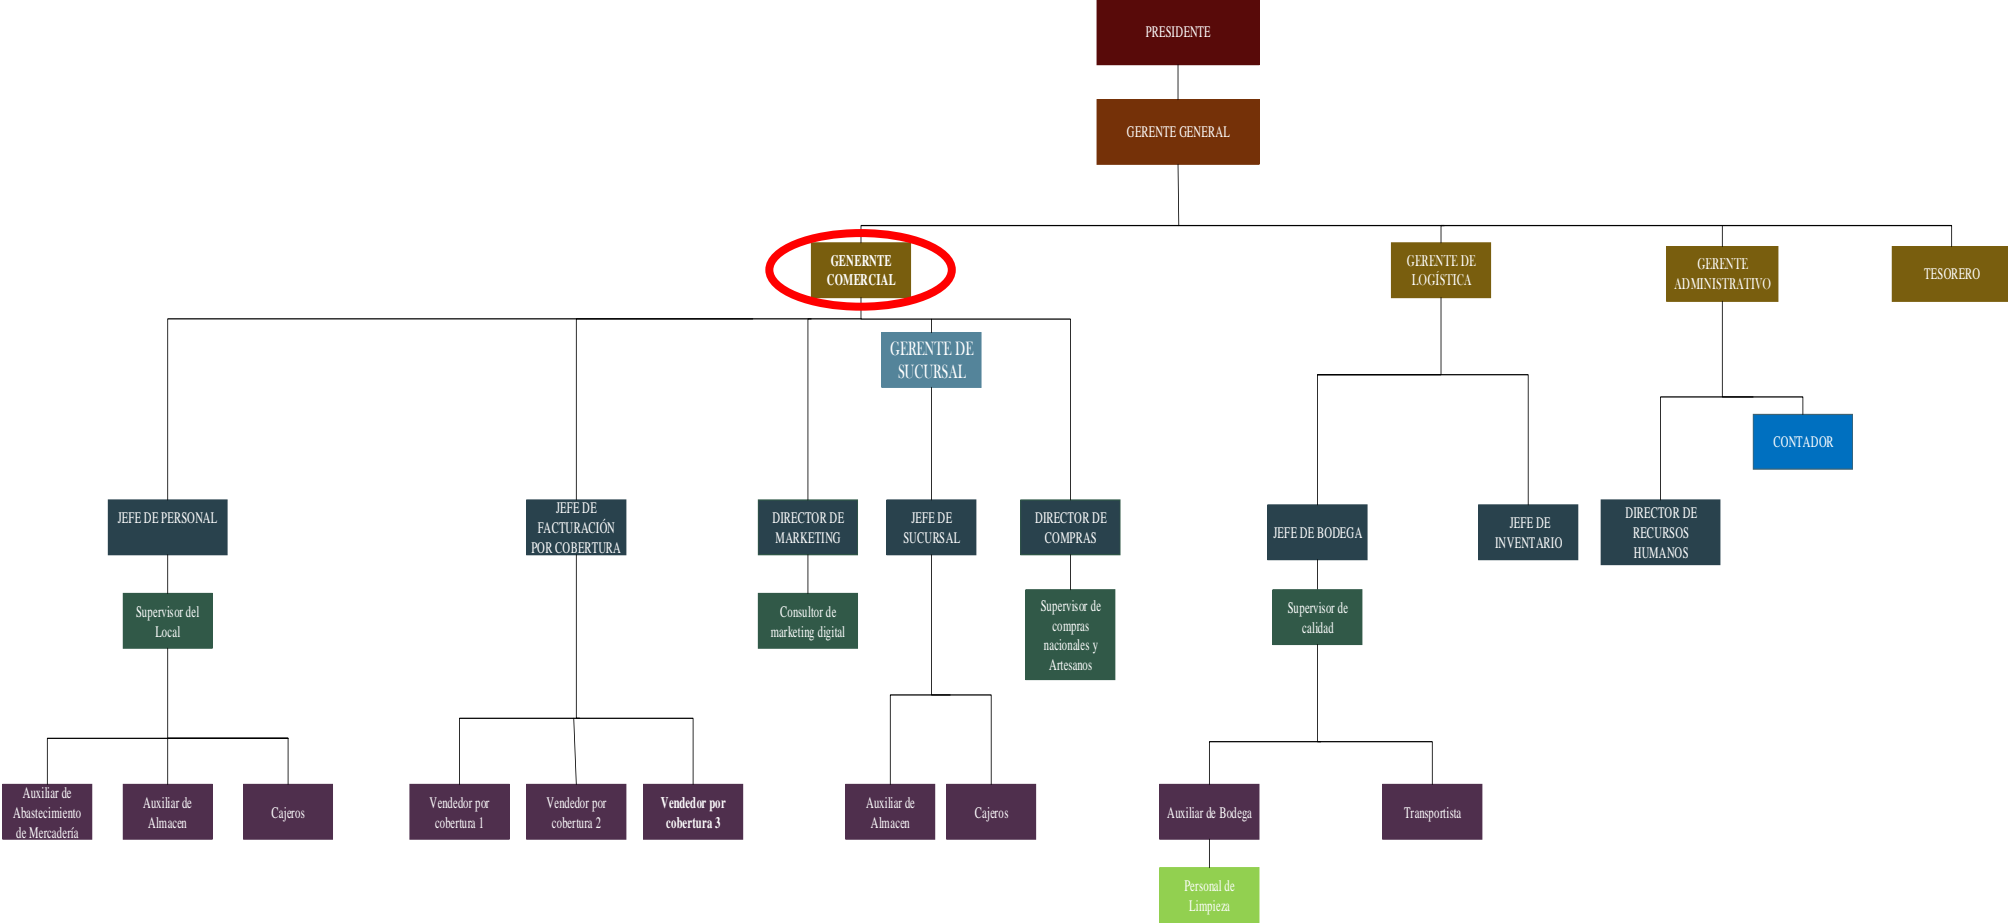 PRESIDENTE
GERENTE GENERAL
GENERNTE
COMERCIAL
GERENTE DE
LOGÍSTICA
GERENTE
ADMINISTRATIVO
TESORERO
GERENTE DE
SUCURSAL
CONTADOR
JEFE DE PERSONAL
JEFE DE
FACTURACIÓN
POR COBERTURA
DIRECTOR DE
MARKETING
JEFE DE
SUCURSAL
DIRECTOR DE
COMPRAS
JEFE DE BODEGA
JEFE DE
INVENTARIO
DIRECTOR DE
RECURSOS
HUMANOS
Supervisor del
Local
Consultor de
marketing digital
Supervisor de
compras
nacionales y
Artesanos
Supervisor de
calidad
Auxiliar de
Abastecimiento
de Mercadería
Auxiliar de
Almacen
Cajeros
Vendedor por
cobertura 1
Vendedor por
cobertura 2
Vendedor por
cobertura 3
Auxiliar de
Almacen
Cajeros
Auxiliar de Bodega
Transportista
Personal de
Limpieza